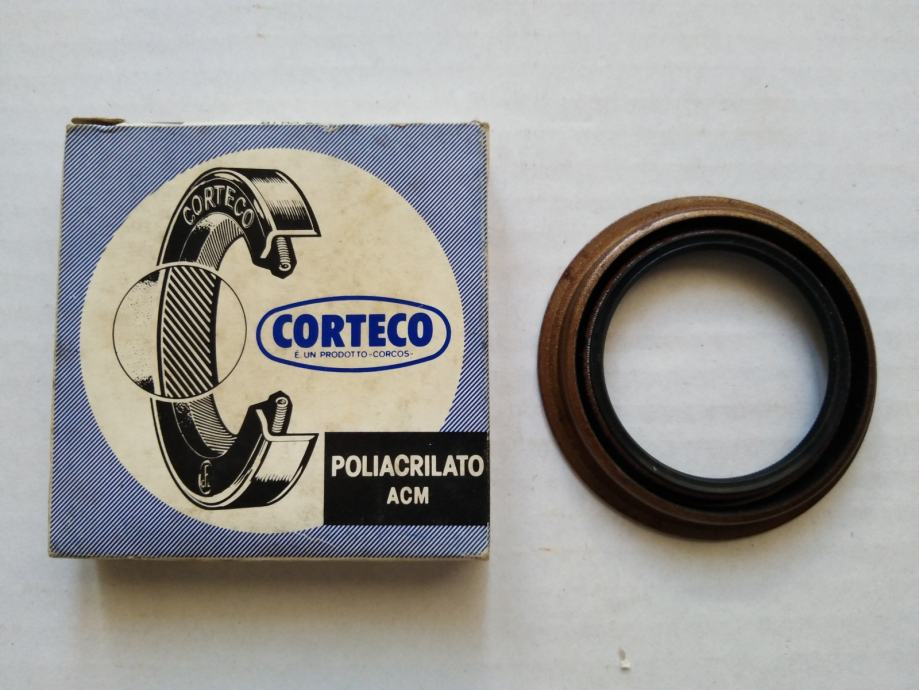 CORTECO
CORTECO
É UN PRODOTTO-CORCOS-
POLIACRILATO
ACM